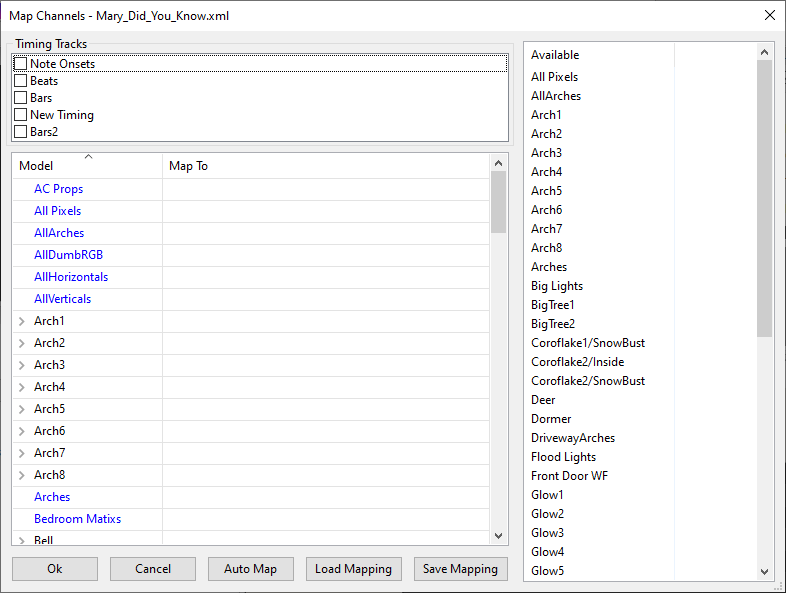 Map Channels - Mary_Did_You_Know.xml
Timing Tracks
Note Onsets
Beats
Bars
New Timing
Bars2
Model Map To
AC Props
All Pixels
AllArches
AllDumbRGB
AllHorizontals
AllVerticals
Arch1
Arch2
Arch3
Arch4
Arch5
Arch6
Arch7
Arch8
Arches
Bedroom Matixs
Bell
Ok Cancel Auto Map Load Mapping Save Mapping
Available
All Pixels
AllArches
Arch1
Arch2
Arch3
Arch4
Arch5
Arch6
Arch7
Arch8
Arches
Big Lights
BigTree1
BigTree2
Coroflake1/SnowBust
Coroflake2/Inside
Coroflake2/SnowBust
Deer
Dormer
DrivewayArches
Flood Lights
Front Door WF
Glow1
Glow2
Glow3
Glow4
Glow5